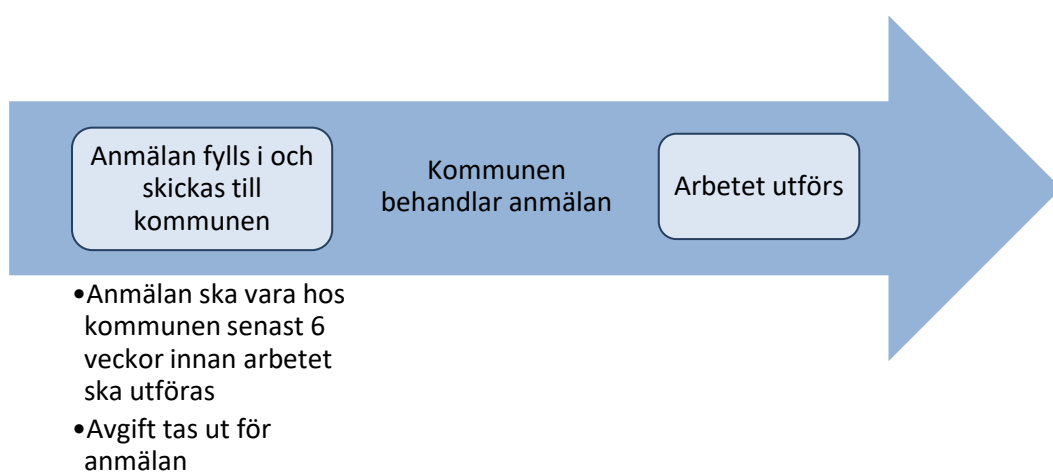 Anmälan fylls i och
skickas till
kommunen
Kommunen
behandlar anmälan
Arbetet utförs
•Anmälan ska vara hos
kommunen senast 6
veckor innan arbetet
ska utföras
•Avgift tas ut för
anmälan